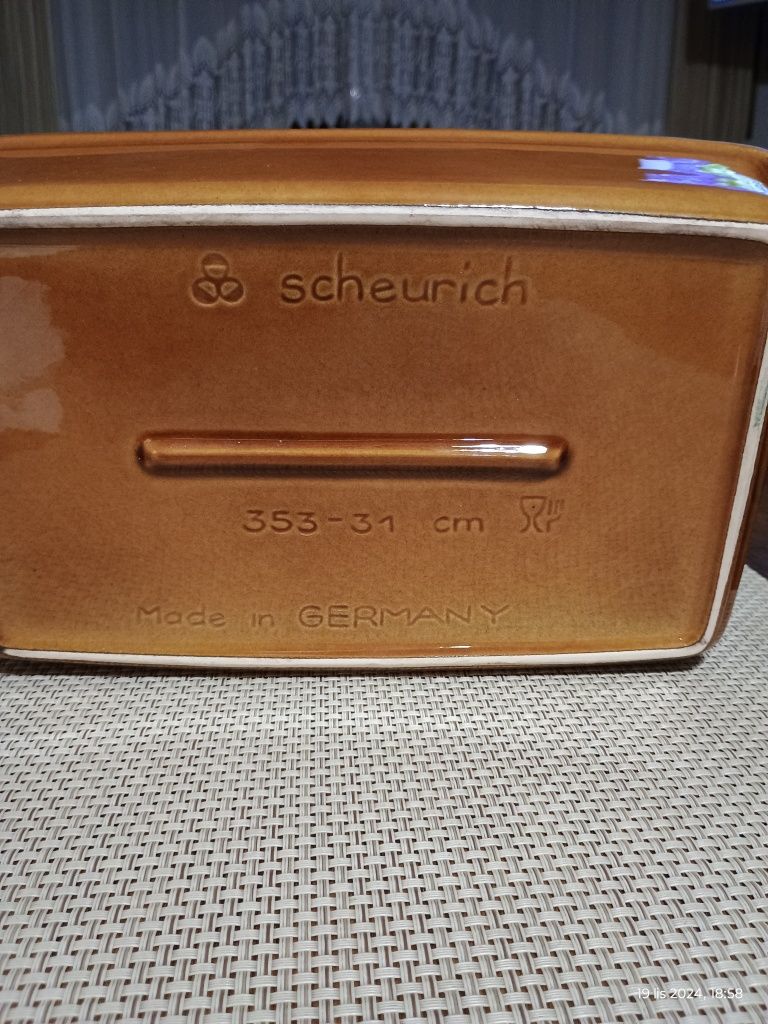 scheurich
353-31 cm
Made in GERMANY
19 lis 2024, 18:58